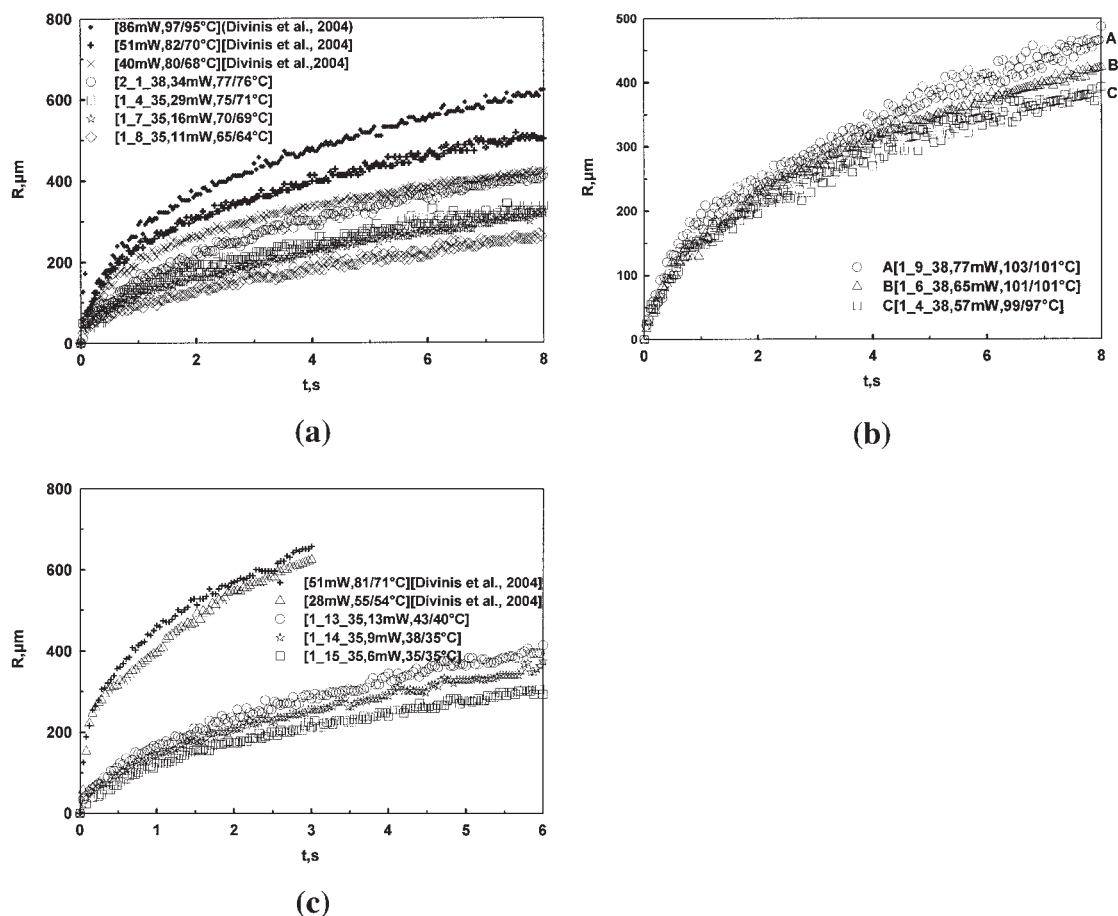 800
600
400
200
0
R,µm
[86mW,97/95°C](Divinis et al., 2004)
[51mW,82/70°C][Divinis et al., 2004]
[40mW,80/68°C][Divinis et al.,2004]
[2_1_38,34mW,77/76°C]
[1_4_35,29mW,75/71°C]
[1_7_35,16mW,70/69°C]
[1_8_35,11mW,65/64°C]
0 2 4 6 8
t,s
(a)
500
400
300
200
100
0
R,µm
A
B
C
A[1_9_38,77mW,103/101°C]
B[1_6_38,65mW,101/101°C]
C[1_4_38,57mW,99/97°C]
0 2 4 6 8
t,s
(b)
800
600
400
200
0
R,µm
[51mW,81/71°C][Divinis et al., 2004]
[28mW,55/54°C][Divinis et al., 2004]
[1_13_35,13mW,43/40°C]
[1_14_35,9mW,38/35°C]
[1_15_35,6mW,35/35°C]
0 1 2 3 4 5 6
t,s
(c)